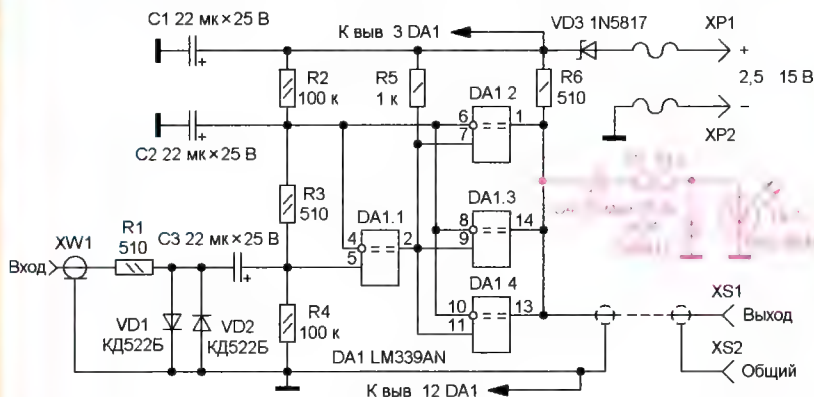 C1 22 мк×25 В
К выв 3 DA1
VD3 1N5817
XP1
+
2,5 15 В
−
XP2
R2
100 к
R5
1 к
DA1 2
6
7
1
R6
510
C2 22 мк×25 В
R3
510
DA1.1
4
5
2
DA1.3
8
9
14
XW1
R1
510
C3 22 мк×25 В
+
Вход
DA1 4
10
11
13
XS1
Выход
VD1
КД522Б
VD2
КД522Б
R4
100 к
DA1 LM339AN
XS2
Общий
К выв 12 DA1